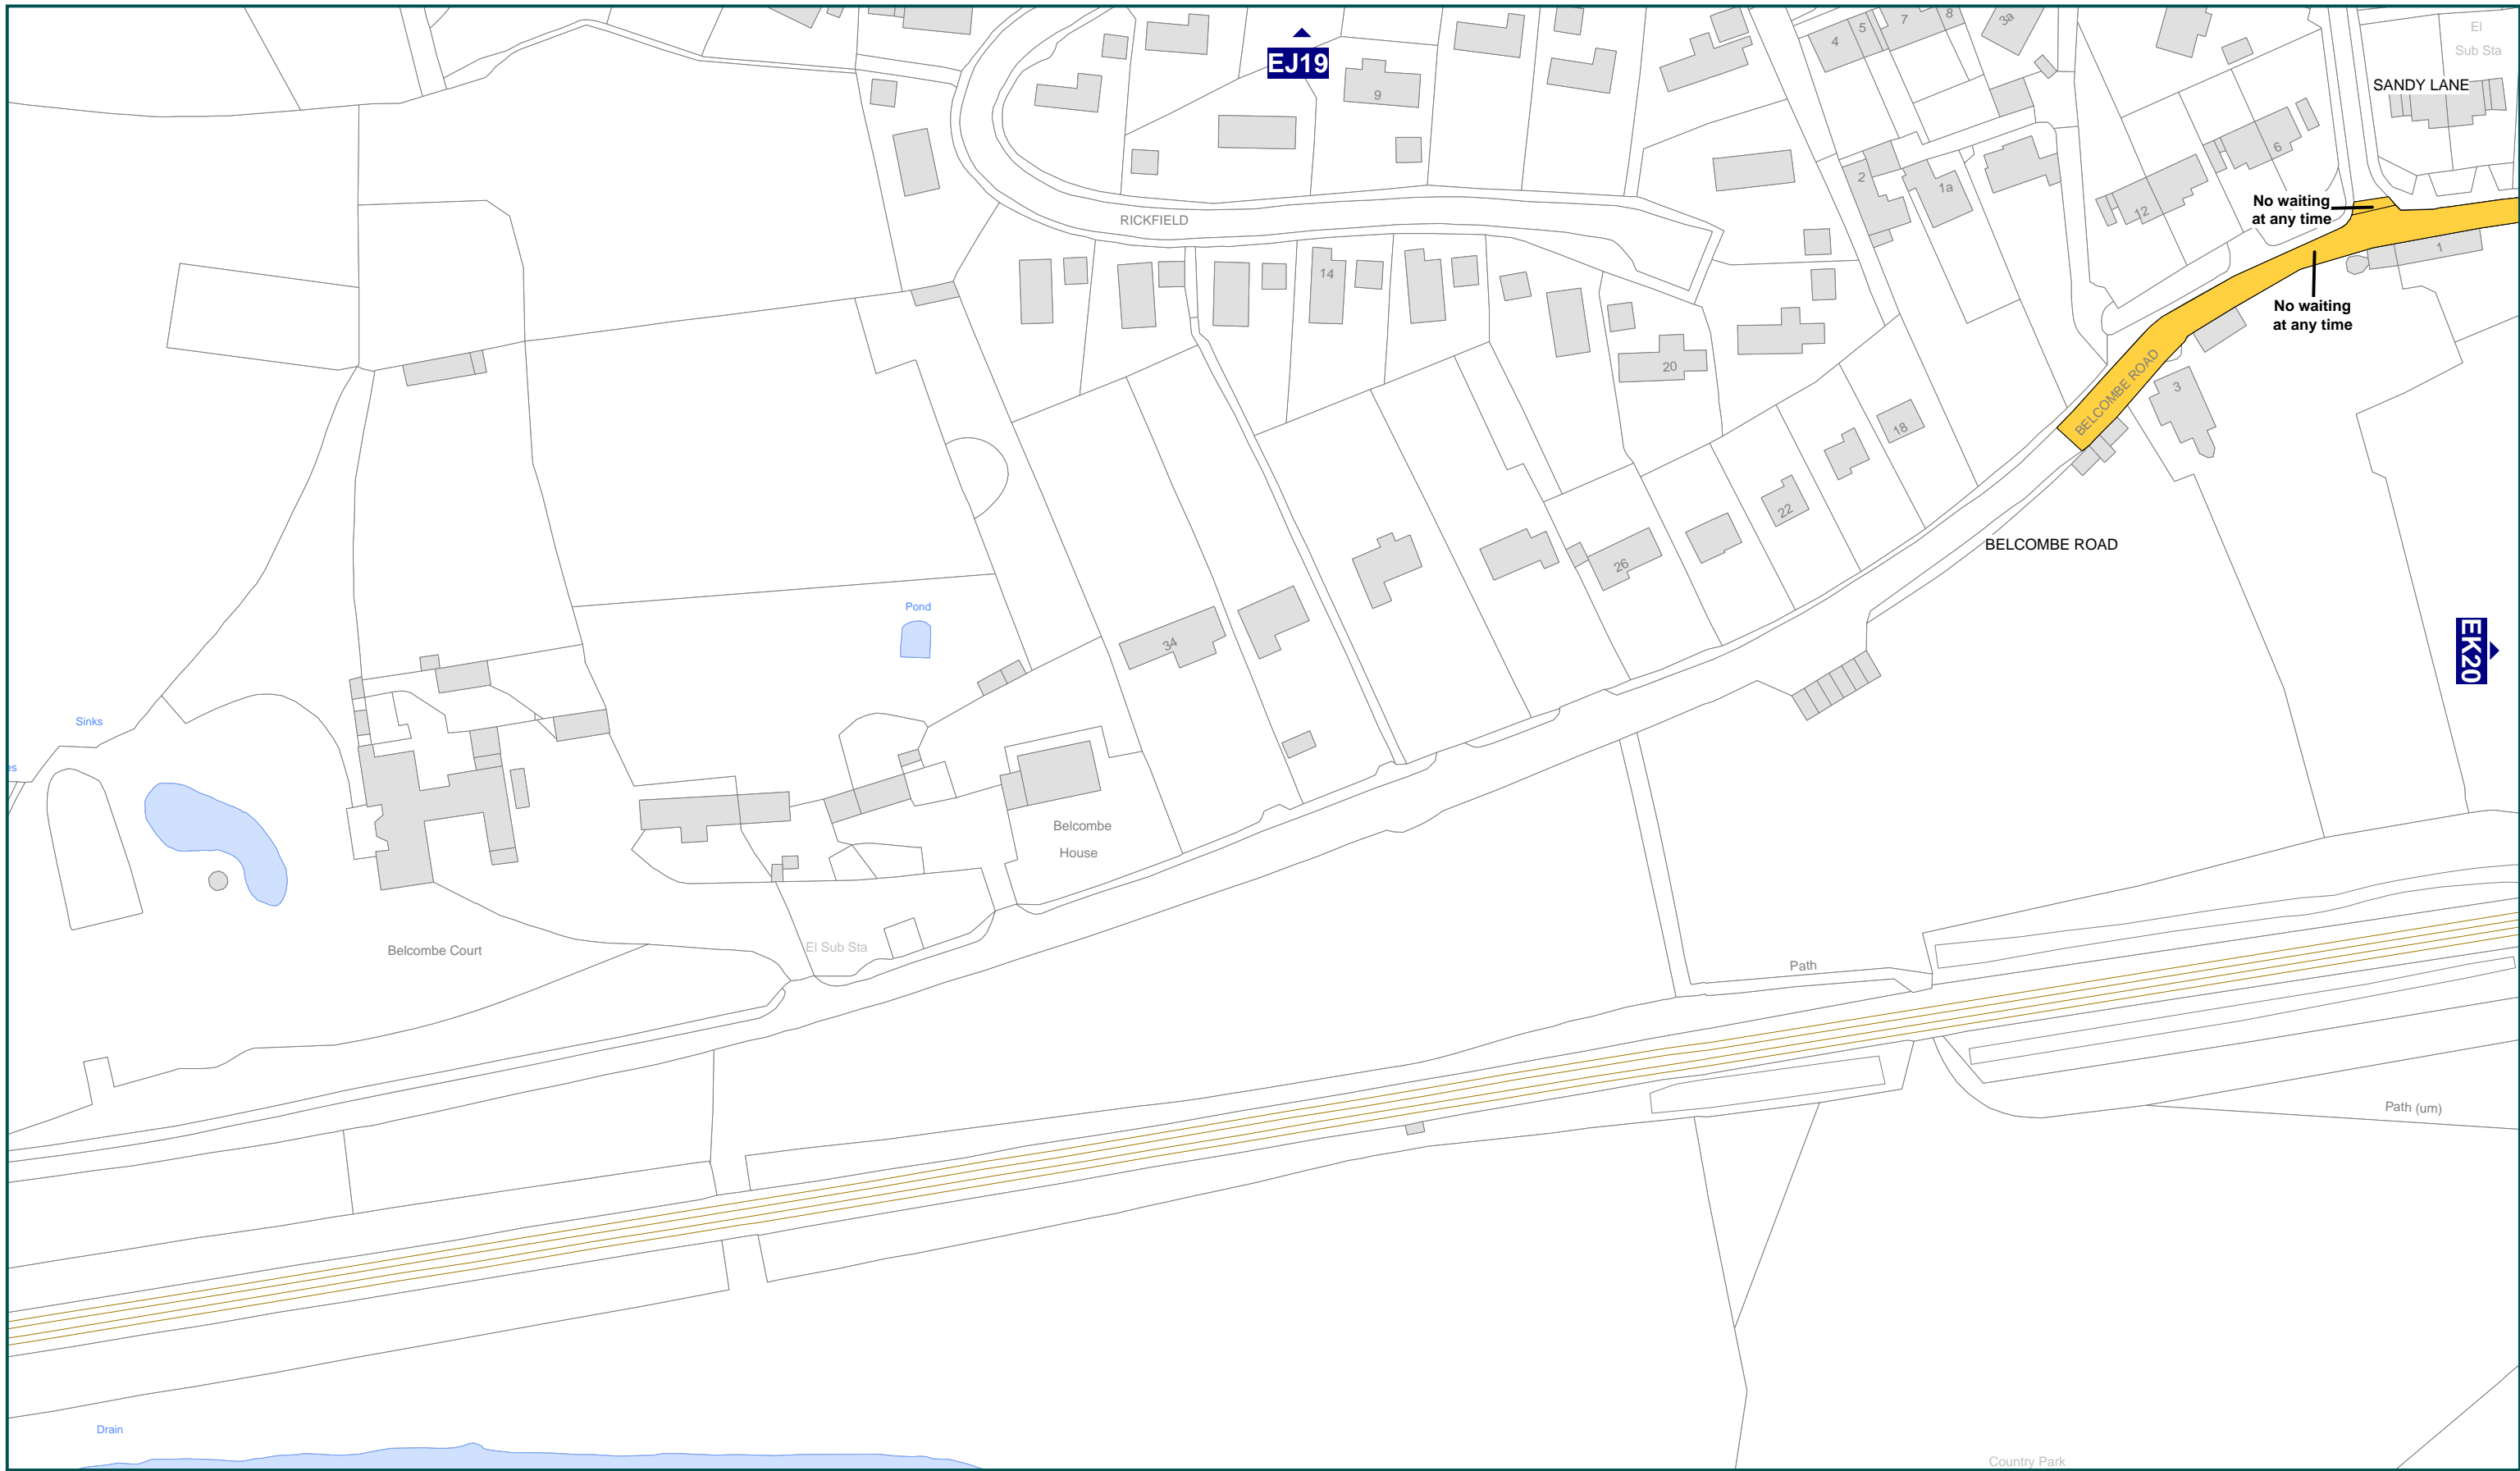 EJ19
El
Sub Sta
SANDY LANE
3a
8
7
5
4
9
6
2
1a
12
No waiting
at any time
RICKFIELD
1
14
No waiting
at any time
BELCOMBE ROAD
20
3
18
22
BELCOMBE ROAD
26
Pond
34
EK20
Sinks
Belcombe
House
El Sub Sta
Belcombe Court
Path
Path (um)
Drain
Country Park